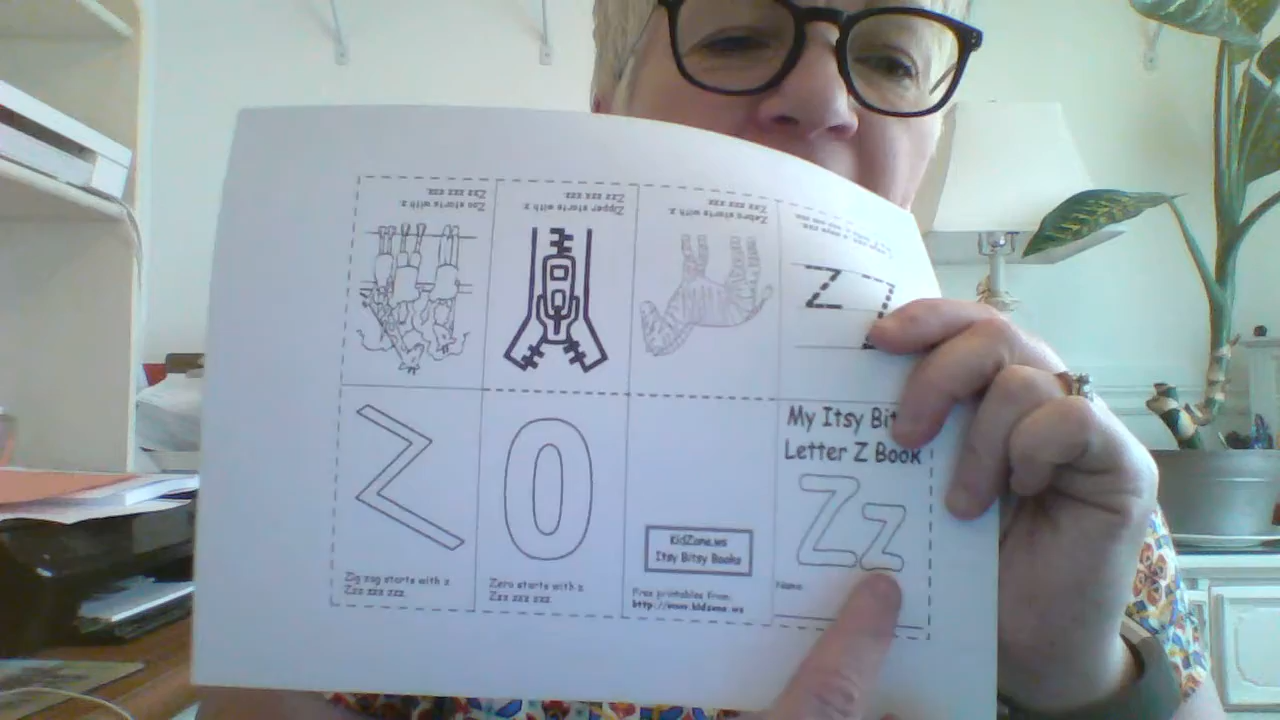 Zoo starts with z
Zzz zzz zzz.
Zipper starts with z
Zzz zzz zzz.
Zebra starts with z.
Zzz zzz zzz.
Z
My Itsy
Letter Z Book
Zz
Name
KidZone.ws
Itsy Bitsy Books
Free printables from:
http://www.kidzone.ws
0
Zero starts with z
Zzz zzz zzz.
Zig zag starts with z
Zzz zzz zzz.